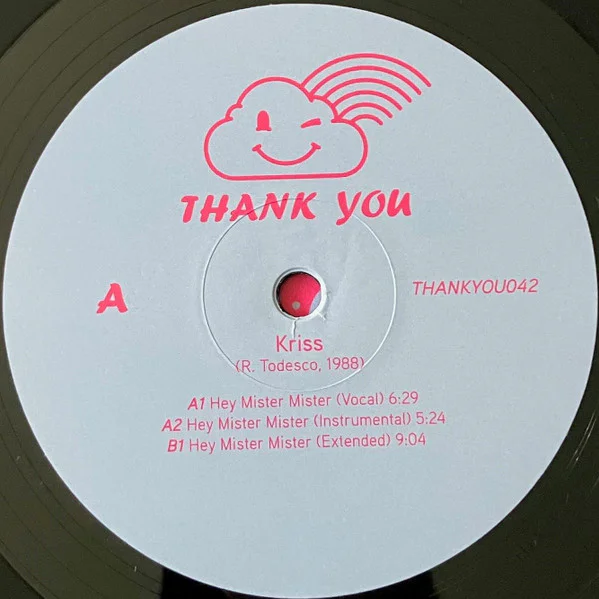 THANK YOU
A
THANKYOU042
Kriss
(R. Todesco, 1988)
A1 Hey Mister Mister (Vocal) 6:29
A2 Hey Mister Mister (Instrumental) 5:24
B1 Hey Mister Mister (Extended) 9:04